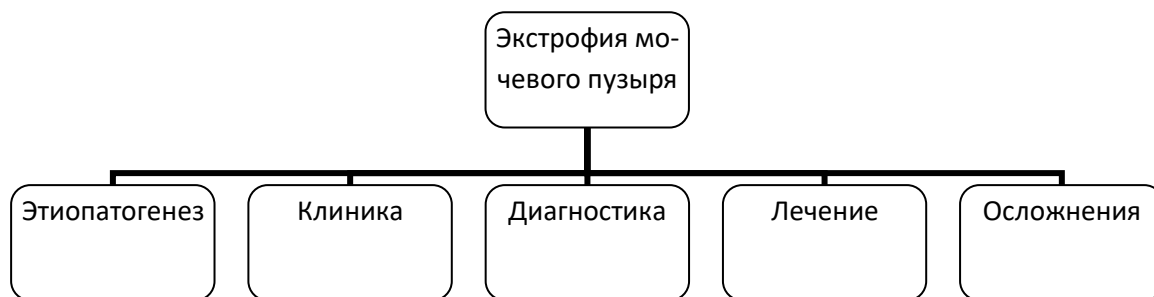 Экстрофия мо-
чевого пузыря
Этиопатогенез
Клиника
Диагностика
Лечение
Осложнения